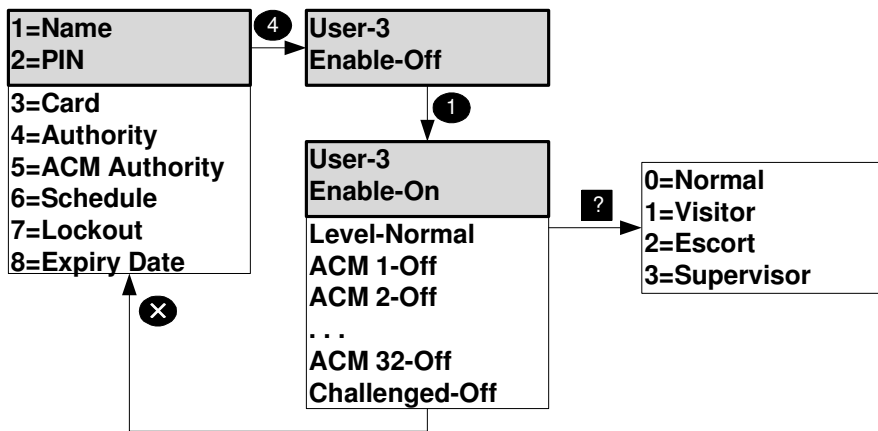 1=Name
2=PIN
3=Card
4=Authority
5=ACM Authority
6=Schedule
7=Lockout
8=Expiry Date
4
User-3
Enable-Off
1
User-3
Enable-On
Level-Normal
ACM 1-Off
ACM 2-Off
. . .
ACM 32-Off
Challenged-Off
?
0=Normal
1=Visitor
2=Escort
3=Supervisor